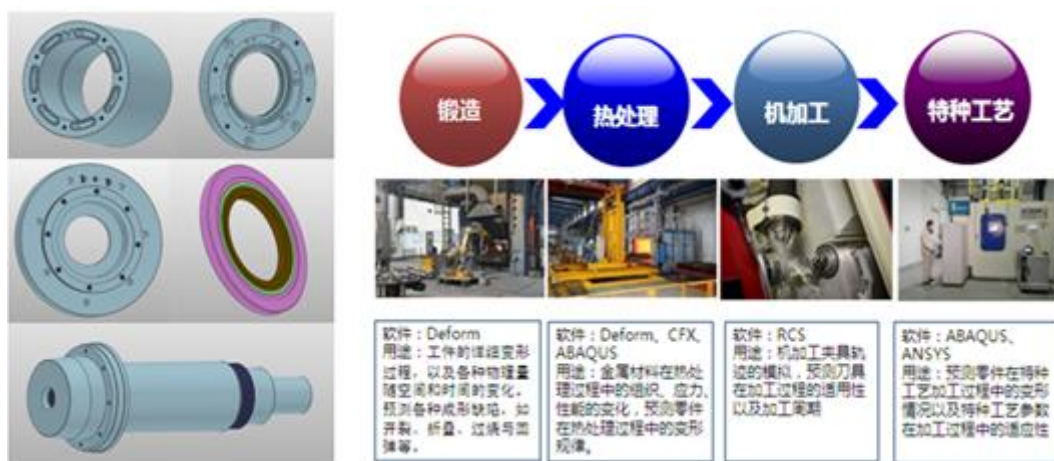 锻造
热处理
机加工
特种工艺
软件：Deform
用途：工件的详细变形
过程，以及各种物理量
随空间和时间的变化。
预测各种成形缺陷，如
开裂、折叠、过烧与回
弹等。
软件：Deform、CFX、
ABAQUS
用途：金属材料在热处
理过程中的组织、应力、
性能的变化，预测零件
在热处理过程中的变形
规律。
软件：RCS
用途：机加工夹具轨
迹的模拟，预测刀具
在加工过程的适用性
以及加工周期
软件：ABAQUS、
ANSYS
用途：预测零件在特种
工艺加工过程中的变形
情况以及特种工艺参数
在加工过程中的适应性